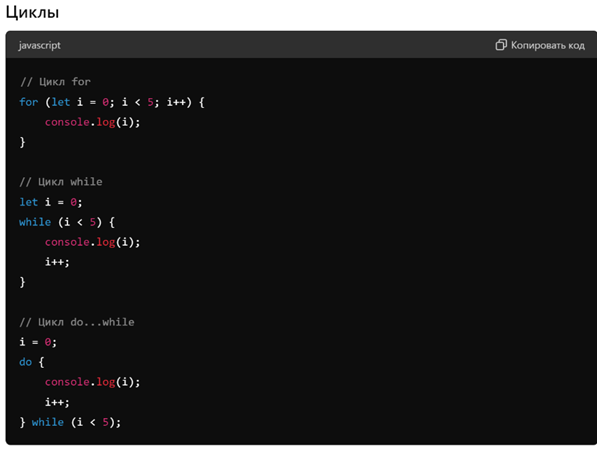 Циклы
javascript
Копировать код
// Цикл for
for (let i = 0; i < 5; i++) {
    console.log(i);
}
// Цикл while
let i = 0;
while (i < 5) {
    console.log(i);
    i++;
}
// Цикл do...while
i = 0;
do {
    console.log(i);
    i++;
} while (i < 5);